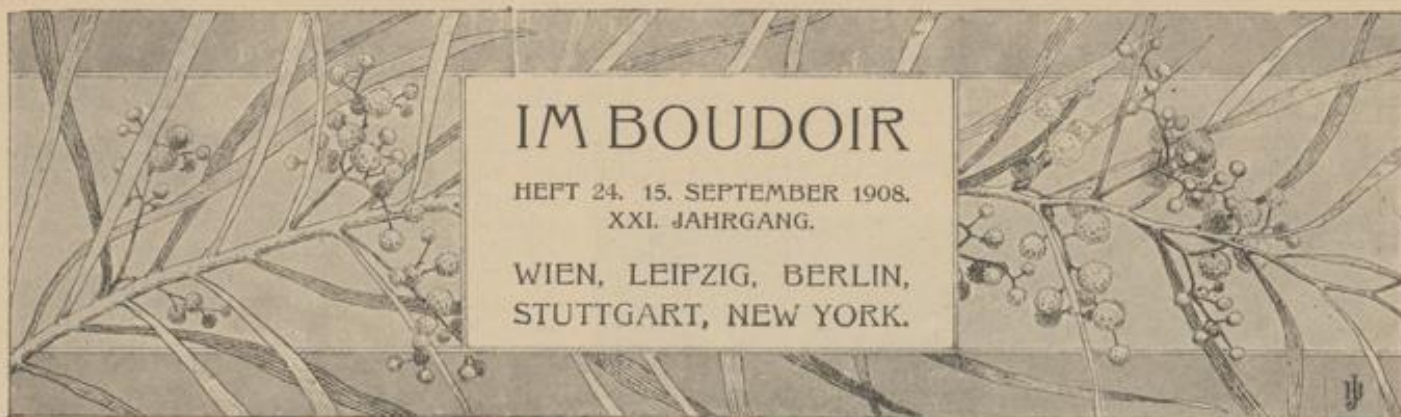 IM BOUDOIR
HEFT 24. 15. SEPTEMBER 1908.
XXI. JAHRGANG.
WIEN, LEIPZIG, BERLIN,
STUTTGART, NEW YORK.